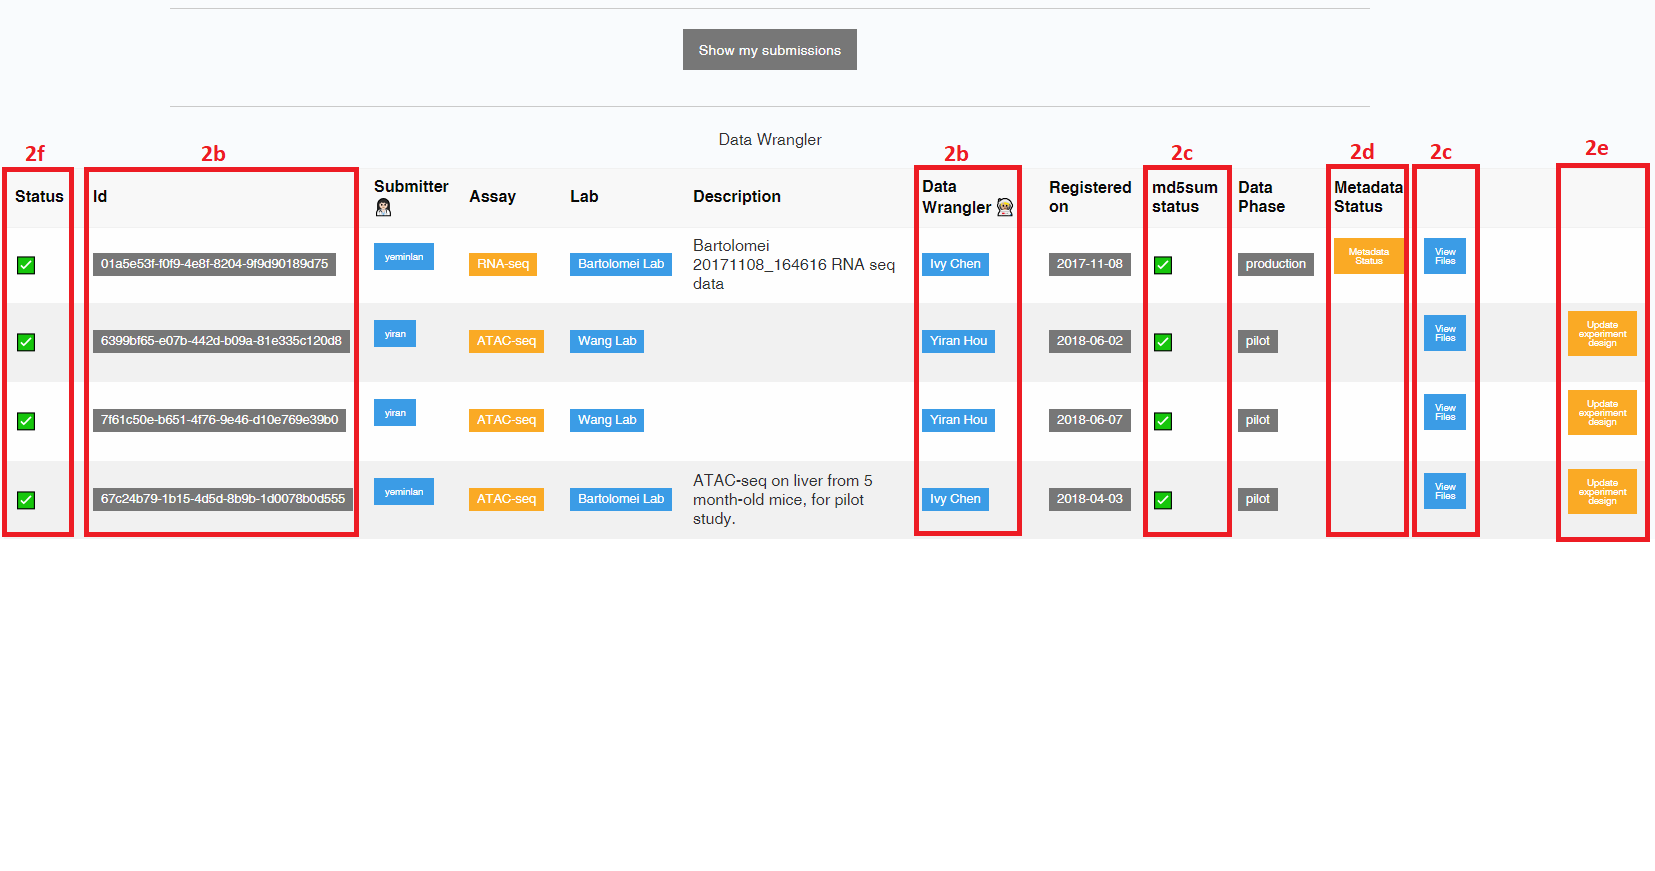 Show my submissions
Data Wrangler
2f 2b 2b 2c 2d 2c 2e
Status Id Submitter Assay Lab Description Data Wrangler Registered on md5sum status Data Phase Metadata Status
01a5e53f-f0f9-4e8f-8204-9f9d90189d75 yeminlan RNA-seq Bartolomei Lab Bartolomei 20171108_164616 RNA seq data Ivy Chen 2017-11-08 production Metadata Status View Files
6399bf65-e07b-442d-b09a-81e335c120d8 yiran ATAC-seq Wang Lab Yiran Hou 2018-06-02 pilot View Files Update experiment design
7f61c50e-b651-4f76-9e46-d10e769e39b0 yiran ATAC-seq Wang Lab Yiran Hou 2018-06-07 pilot View Files Update experiment design
67c24b79-1b15-4d5d-8b9b-1d0078b0d555 yeminlan ATAC-seq Bartolomei Lab ATAC-seq on liver from 5 month-old mice, for pilot study. Ivy Chen 2018-04-03 pilot View Files Update experiment design